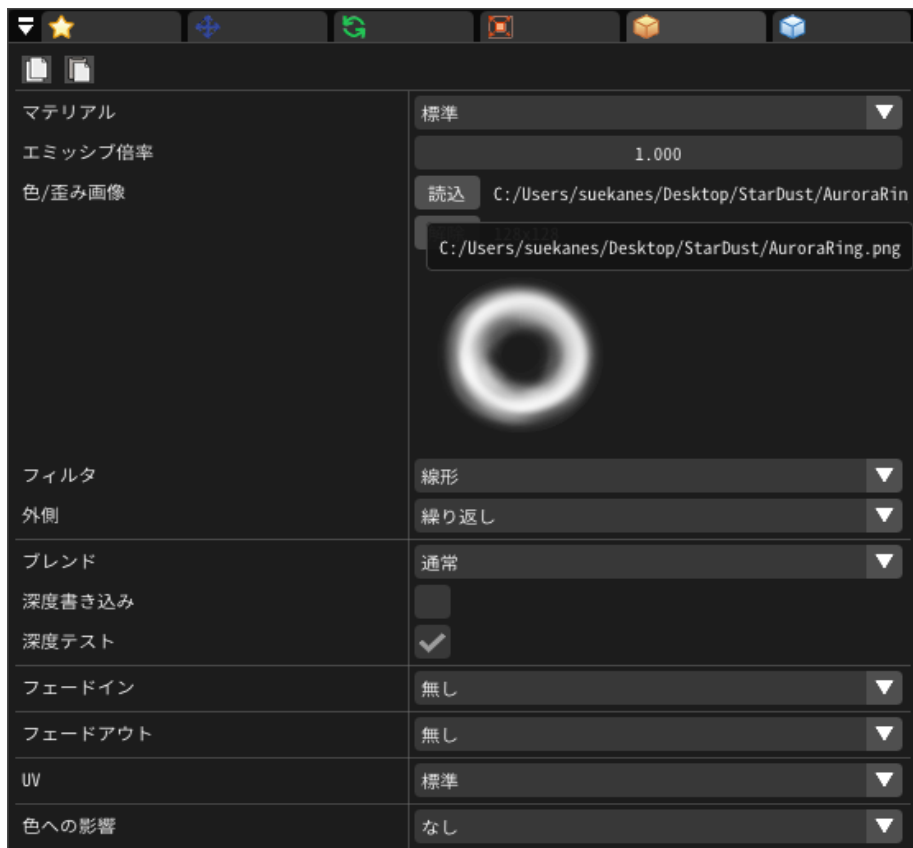 マテリアル 標準
エミッシブ倍率 1.000
色/歪み画像 読込 C:/Users/suekanes/Desktop/StarDust/AuroraRin
128x128
C:/Users/suekanes/Desktop/StarDust/AuroraRing.png
フィルタ 線形
外側 繰り返し
ブレンド 通常
深度書き込み
深度テスト
フェードイン 無し
フェードアウト 無し
UV 標準
色への影響 なし